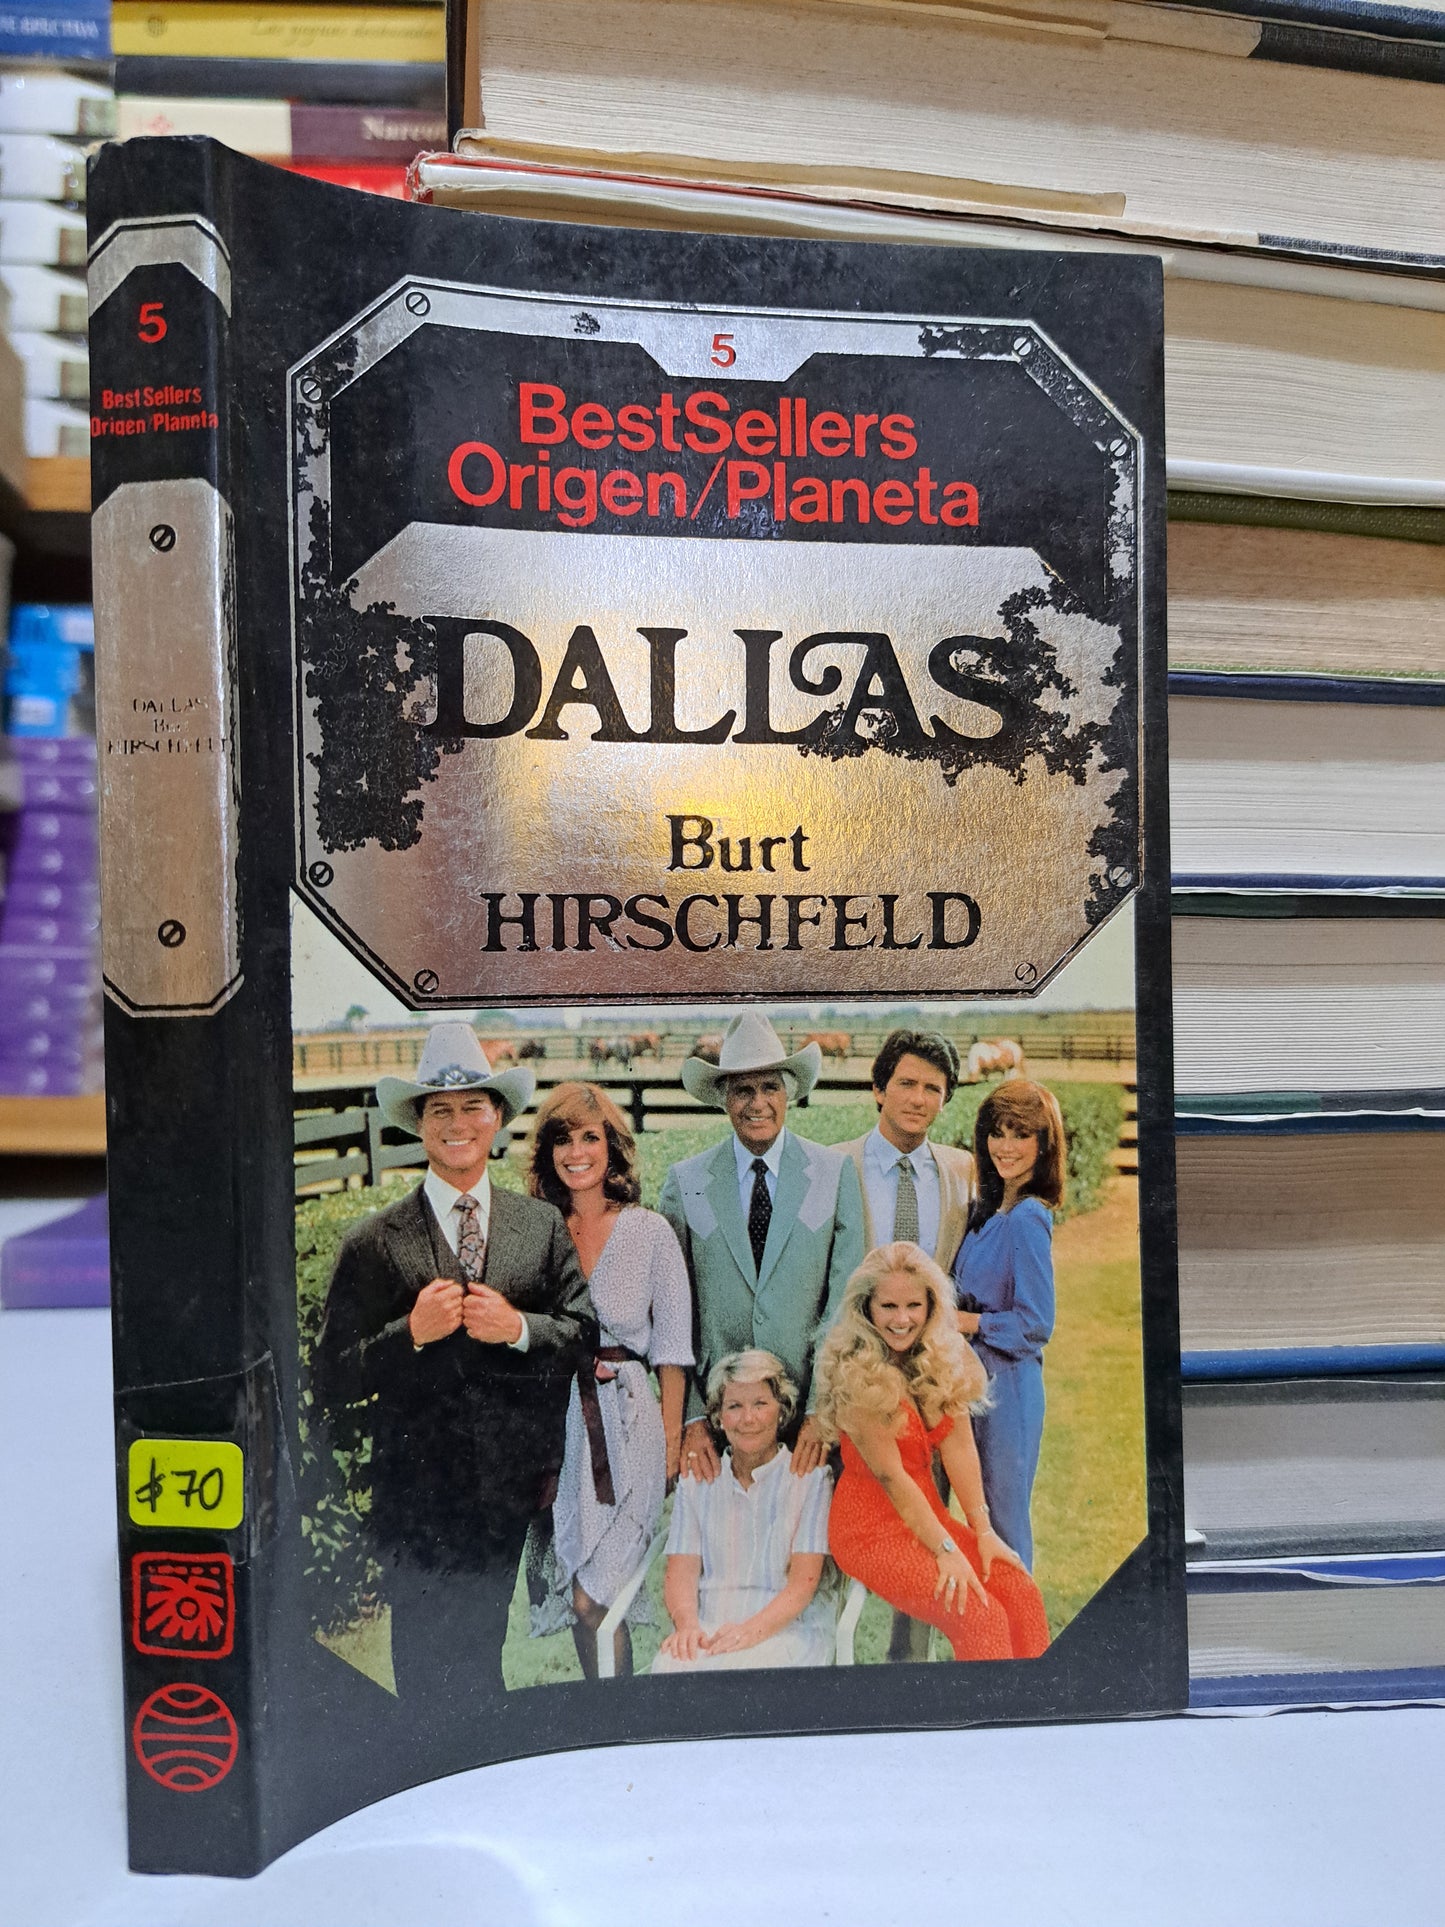 5
BestSellers
Origen/Planeta
DALLAS
Burt
HIRSCHFELD
5
BestSellers
Origen/Planeta
DALLAS
Burt
HIRSCHFELD
$70